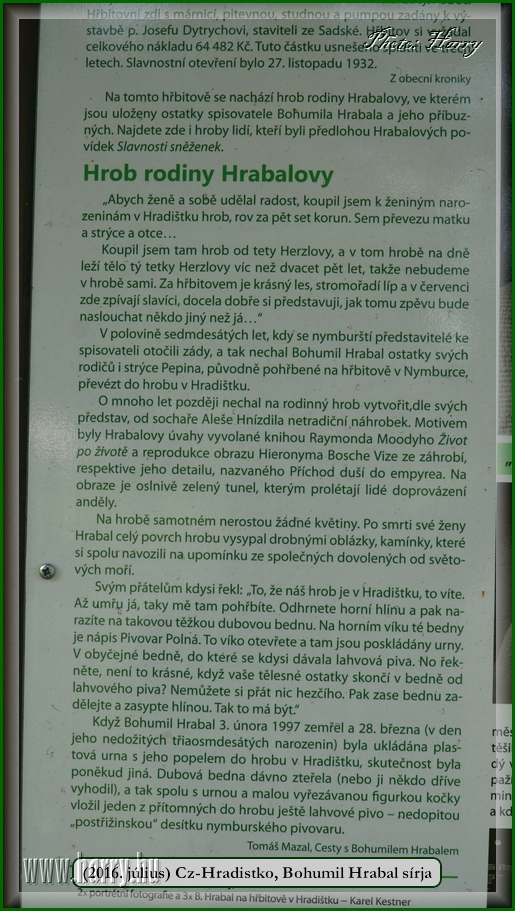 Hřbitovní zdi s márnicí, pitevnou, studnou a pumpou zadány k vý-
stavbě p. Josefu Dytrychovi, staviteli ze Sadské. Hřbitov si vyžádal
celkového nákladu 64 482 Kč. Tuto částku usneseno splatiti ve třech
letech. Slavnostní otevření bylo 27. listopadu 1932.
Photo: Harry
Z obecní kroniky
Na tomto hřbitově se nachází hrob rodiny Hrabalovy, ve kterém
jsou uloženy ostatky spisovatele Bohumila Hrabala a jeho příbuz-
ných. Najdete zde i hroby lidí, kteří byli předlohou Hrabalových po-
vídek Slavnosti sněženek.
Hrob rodiny Hrabalovy
„Abych ženě a sobě udělal radost, koupil jsem k ženiným naro-
zeninám v Hradištku hrob, rov za pět set korun. Sem převezu matku
a strýce a otce…
Koupil jsem tam hrob od tety Herzlovy, a v tom hrobě na dně
leží tělo tý tetky Herzlovy víc než dvacet pět let, takže nebudeme
v hrobě sami. Za hřbitovem je krásný les, stromořadí líp a v červenci
zde zpívají slavíci, docela dobře si představuji, jak tomu zpěvu bude
naslouchat někdo jiný než já…“
V polovině sedmdesátých let, kdy se nymburští představitelé ke
spisovateli otočili zády, a tak nechal Bohumil Hrabal ostatky svých
rodičů i strýce Pepina, původně pohřbené na hřbitově v Nymburce,
převézt do hrobu v Hradištku.
O mnoho let později nechal na rodinný hrob vytvořit,dle svých
představ, od sochaře Aleše Hnízdila netradiční náhrobek. Motivem
byly Hrabalovy úvahy vyvolané knihou Raymonda Moodyho Život
po životě a reprodukce obrazu Hieronyma Bosche Vize ze záhrobí,
respektive jeho detailu, nazvaného Příchod duší do empyrea. Na
obraze je oslnivě zelený tunel, kterým prolétají lidé doprovázení
anděly.
Na hrobě samotném nerostou žádné květiny. Po smrti své ženy
Hrabal celý povrch hrobu vysypal drobnými oblázky, kamínky, které
si spolu navozili na upomínku ze společných dovolených od světo-
vých moří.
Svým přátelům kdysi řekl: „To, že náš hrob je v Hradištku, to víte.
Až umřu já, taky mě tam pohřbíte. Odhrnete horní hlínu a pak na-
razíte na takovou těžkou dubovou bednu. Na horním víku té bedny
je nápis Pivovar Polná. To víko otevřete a tam jsou poskládány urny.
V obyčejné bedně, do které se kdysi dávala lahvová piva. No řek-
něte, není to krásné, když vaše tělesné ostatky skončí v bedně od
lahvového piva? Nemůžete si přát nic hezčího. Pak zase bednu za-
dělejte a zasypte hlínou. Tak to má být.“
Když Bohumil Hrabal 3. února 1997 zemřel a 28. března (v den
jeho nedožitých třiaosmdesátých narozenin) byla ukládána plas-
tová urna s jeho popelem do hrobu v Hradištku, skutečnost byla
poněkud jiná. Dubová bedna dávno zteřela (nebo ji někdo dříve
vyhodil), a tak spolu s urnou a malou vyřezávanou figurkou kočky
vložil jeden z přítomných do hrobu ještě lahvové pivo – nedopitou
„postřižinskou“ desítku nymburského pivovaru.
Tomáš Mazal, Cesty s Bohumilem Hrabalem
www.harry.hu
(2016. július) Cz-Hradistko, Bohumil Hrabal sírja
2x portrétní fotografie a 3x B. Hrabal na hřbitově v Hradištku – Karel Kestner